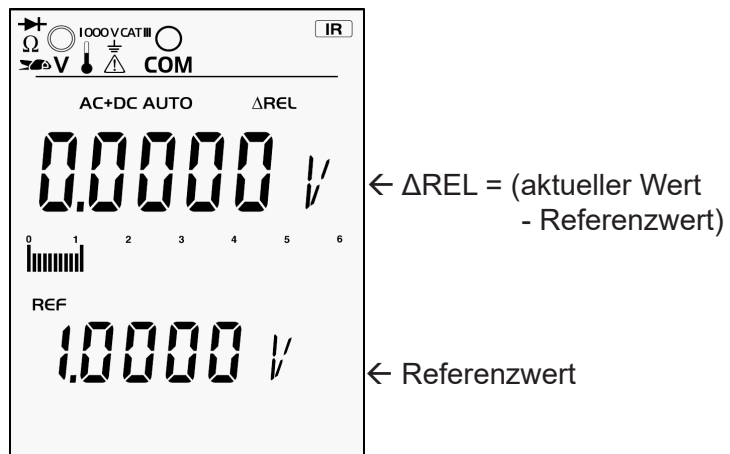 Ω 1000 V CAT III IR
V COM
AC+DC AUTO ΔREL
0.0000 V
← ΔREL = (aktueller Wert
- Referenzwert)
0 1 2 3 4 5 6
REF
1.0000 V
← Referenzwert